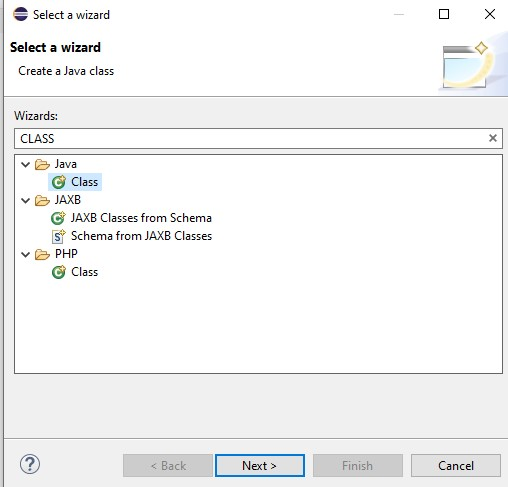 Select a wizard
Select a wizard
Create a Java class
Wizards:
CLASS
Java
Class
JAXB
JAXB Classes from Schema
Schema from JAXB Classes
PHP
Class
< Back Next > Finish Cancel